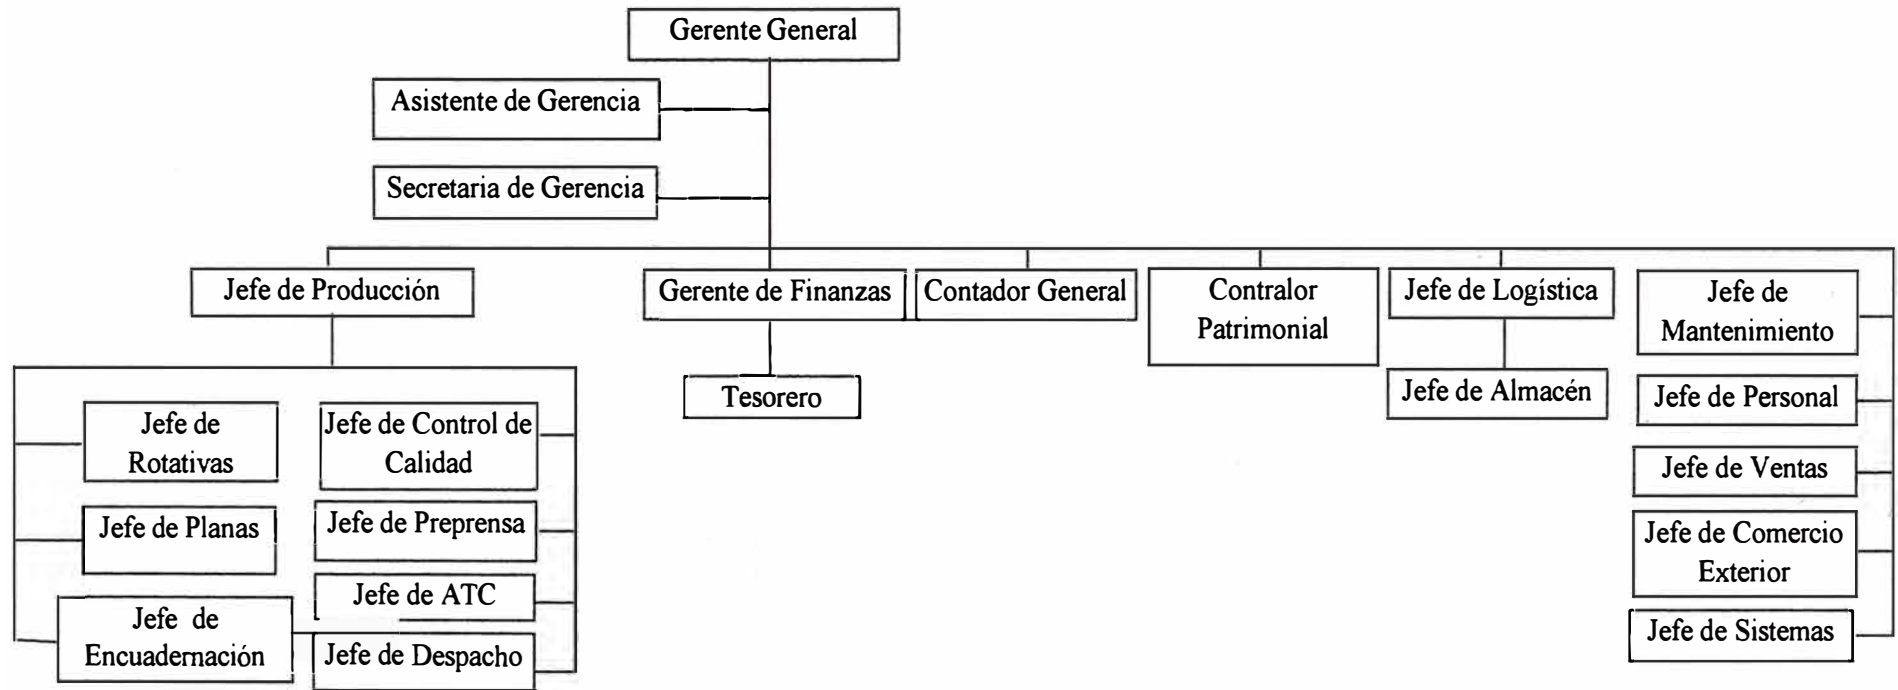 Gerente General
Asistente de Gerencia
Secretaria de Gerencia
Jefe de Producción
Gerente de Finanzas
Contador General
Contralor
Patrimonial
Jefe de Logística
Jefe de
Mantenimiento
Tesorero
Jefe de Almacén
Jefe de Personal
Jefe de Ventas
Jefe de Comercio
Exterior
Jefe de Sistemas
Jefe de
Rotativas
Jefe de Planas
Jefe de
Encuadernación
Jefe de Control de
Calidad
Jefe de Preprensa
Jefe de ATC
Jefe de Despacho